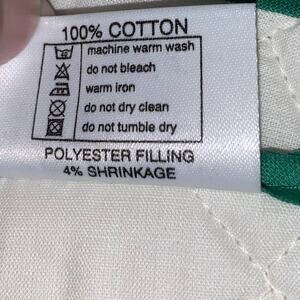 100% COTTON
machine warm wash
do not bleach
warm iron
do not dry clean
do not tumble dry
POLYESTER FILLING
4% SHRINKAGE